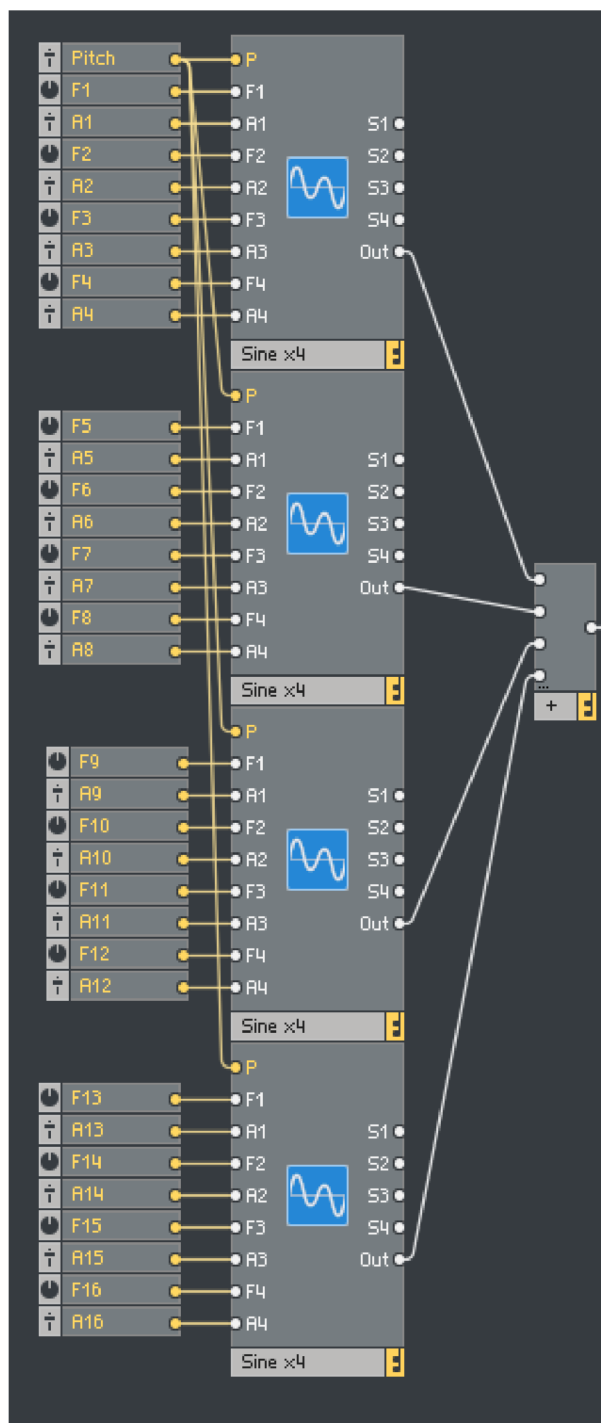 Pitch P
F1 F1
A1 A1 S1
F2 F2 S2
A2 A2 S3
F3 F3 S4
A3 A3 Out
F4 F4
A4 A4
Sine x4
P
F5 F1
A5 A1 S1
F6 F2 S2
A6 A2 S3
F7 F3 S4
A7 A3 Out
F8 F4
A8 A4
Sine x4
...
+
P
F9 F1
A9 A1 S1
F10 F2 S2
A10 A2 S3
F11 F3 S4
A11 A3 Out
F12 F4
A12 A4
Sine x4
P
F13 F1
A13 A1 S1
F14 F2 S2
A14 A2 S3
F15 F3 S4
A15 A3 Out
F16 F4
A16 A4
Sine x4